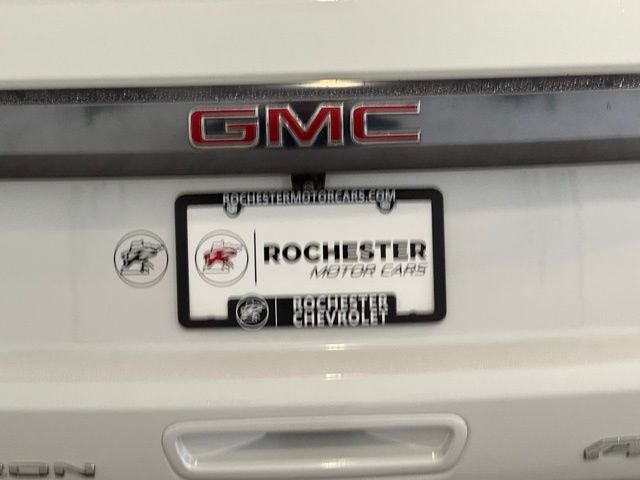 GMC
ROCHESTERMOTORCARS.COM
ROCHESTER
MOTOR CARS
ROCHESTER
CHEVROLET